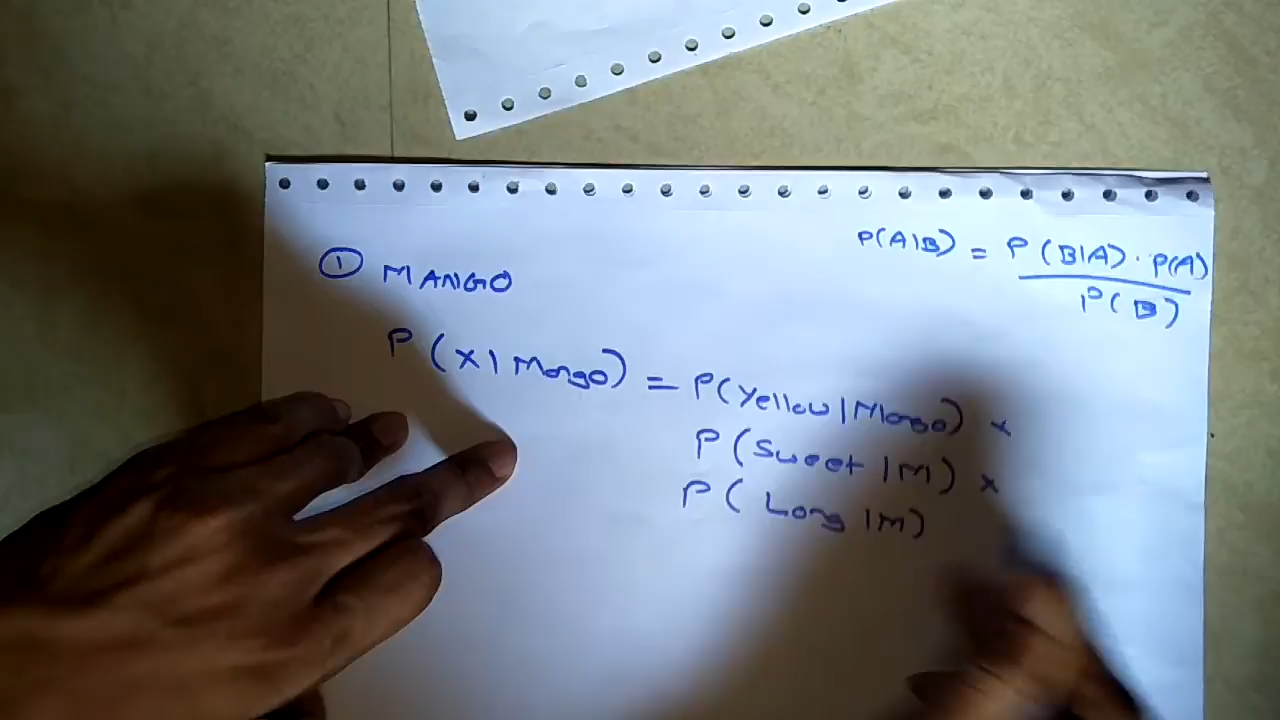 P(A|B) = P(B|A) · P(A)
P(B)
① MANGO
P(X|Mango) = P(Yellow|Mango) ×
P(Sweet|M) ×
P(Long|M)